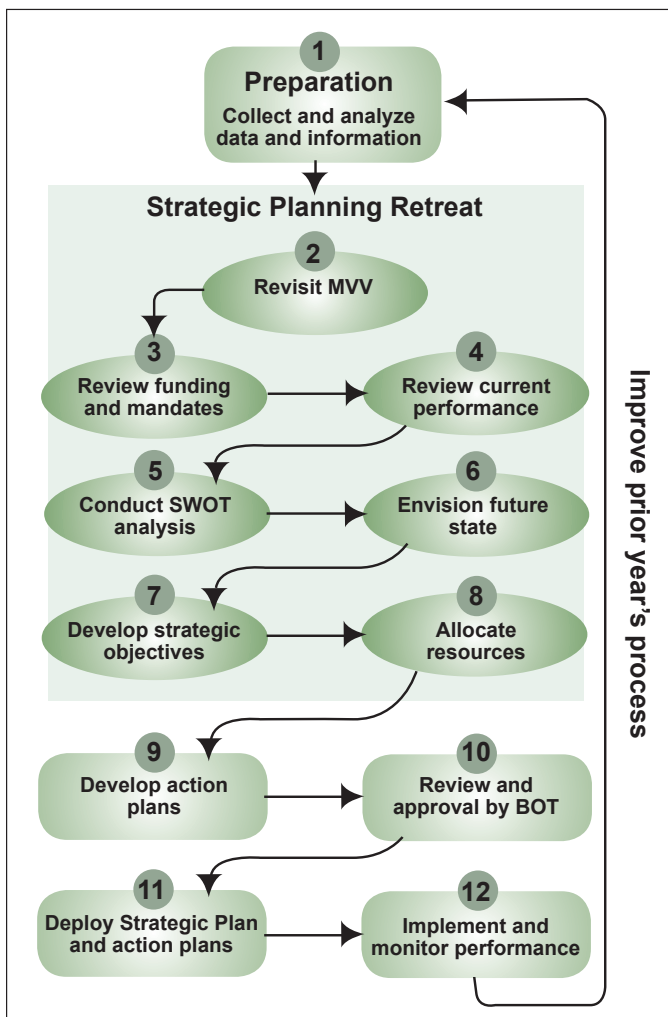 1
Preparation
Collect and analyze
data and information
Strategic Planning Retreat
2
Revisit MVV
3
Review funding
and mandates
4
Review current
performance
5
Conduct SWOT
analysis
6
Envision future
state
7
Develop strategic
objectives
8
Allocate
resources
9
Develop action
plans
10
Review and
approval by BOT
11
Deploy Strategic Plan
and action plans
12
Implement and
monitor performance
Improve prior year's process